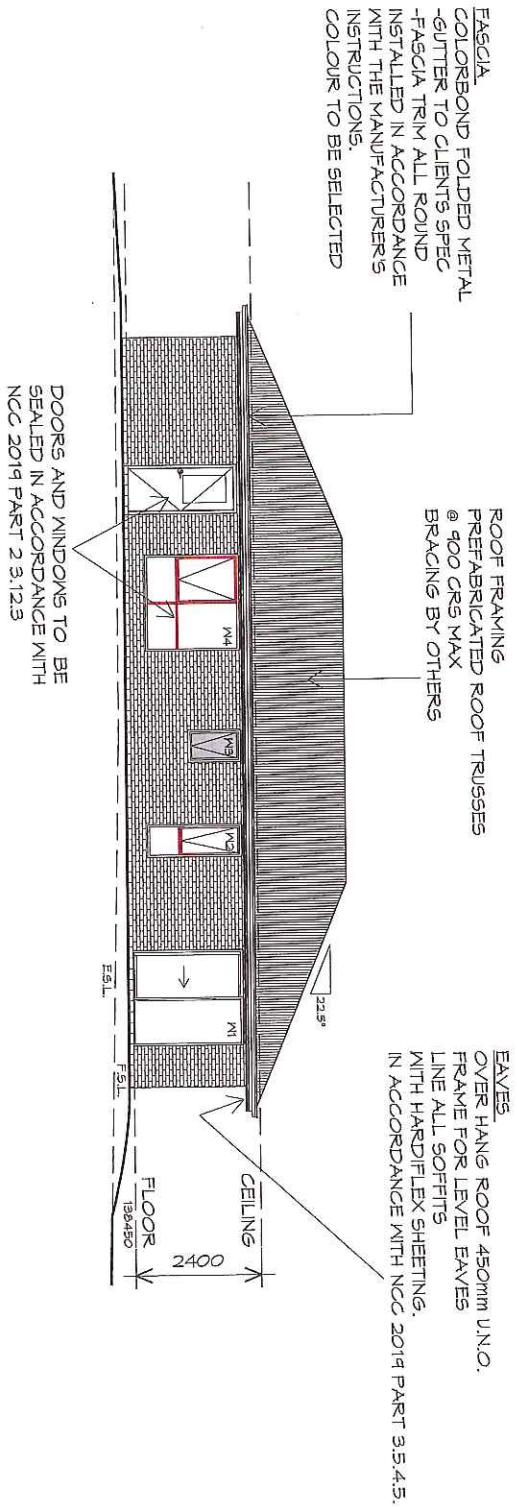 FASCIA
COLORBOND FOLDED METAL
-GUTTER TO CLIENTS SPEC
-FASCIA TRIM ALL ROUND
INSTALLED IN ACCORDANCE
WITH THE MANUFACTURER'S
INSTRUCTIONS.
COLOUR TO BE SELECTED
ROOF FRAMING
PREFABRICATED ROOF TRUSSES
@ 900 CRS MAX
BRACING BY OTHERS
EAVES
OVER HANG ROOF 450mm U.N.O.
FRAME FOR LEVEL EAVES
LINE ALL SOFFITS
WITH HARDIFLEX SHEETING.
IN ACCORDANCE WITH NCC 2019 PART 3.5.4.5.
22.5°
CEILING
2400
FLOOR
138450
W4
W3
W2
W1
F.S.L.
F.S.L.
DOORS AND WINDOWS TO BE
SEALED IN ACCORDANCE WITH
NCC 2019 PART 2 3.12.3